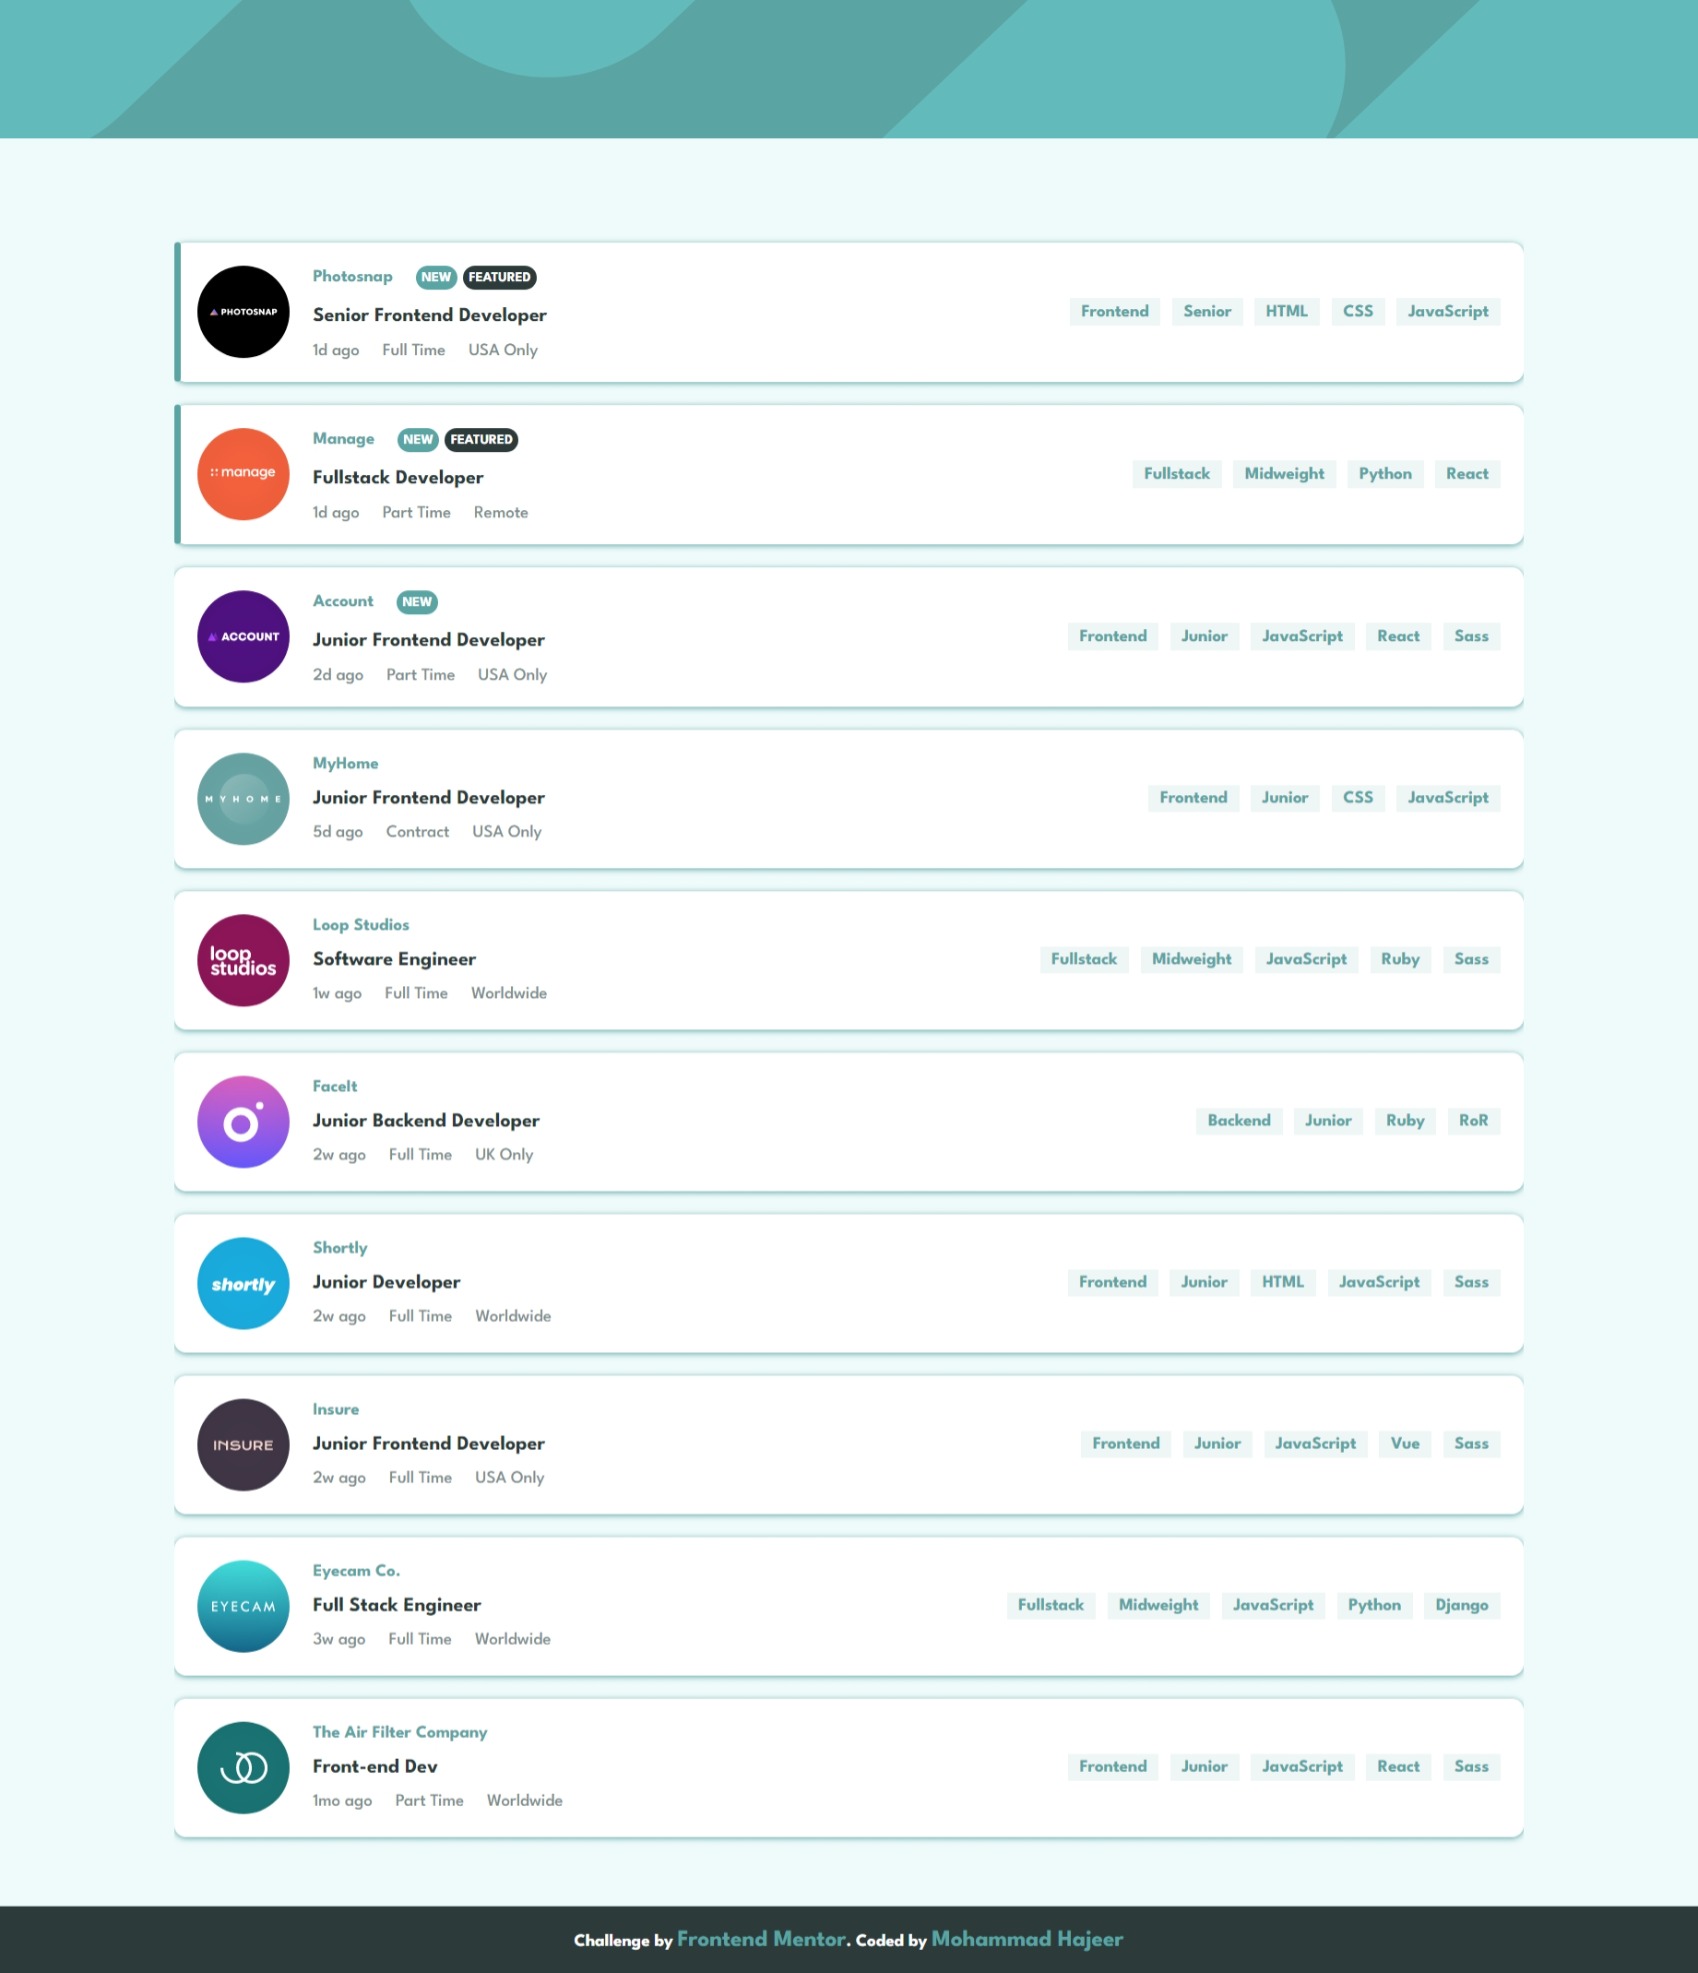 PHOTOSNAP
Photosnap NEW FEATURED
Senior Frontend Developer
1d ago Full Time USA Only
Frontend Senior HTML CSS JavaScript
manage
Manage NEW FEATURED
Fullstack Developer
1d ago Part Time Remote
Fullstack Midweight Python React
ACCOUNT
Account NEW
Junior Frontend Developer
2d ago Part Time USA Only
Frontend Junior JavaScript React Sass
MYHOME
MyHome
Junior Frontend Developer
5d ago Contract USA Only
Frontend Junior CSS JavaScript
loop
studios
Loop Studios
Software Engineer
1w ago Full Time Worldwide
Fullstack Midweight JavaScript Ruby Sass
FaceIt
Junior Backend Developer
2w ago Full Time UK Only
Backend Junior Ruby RoR
shortly
Shortly
Junior Developer
2w ago Full Time Worldwide
Frontend Junior HTML JavaScript Sass
INSURE
Insure
Junior Frontend Developer
2w ago Full Time USA Only
Frontend Junior JavaScript Vue Sass
EYECAM
Eyecam Co.
Full Stack Engineer
3w ago Full Time Worldwide
Fullstack Midweight JavaScript Python Django
The Air Filter Company
Front-end Dev
1mo ago Part Time Worldwide
Frontend Junior JavaScript React Sass
Challenge by Frontend Mentor. Coded by Mohammad Hajeer